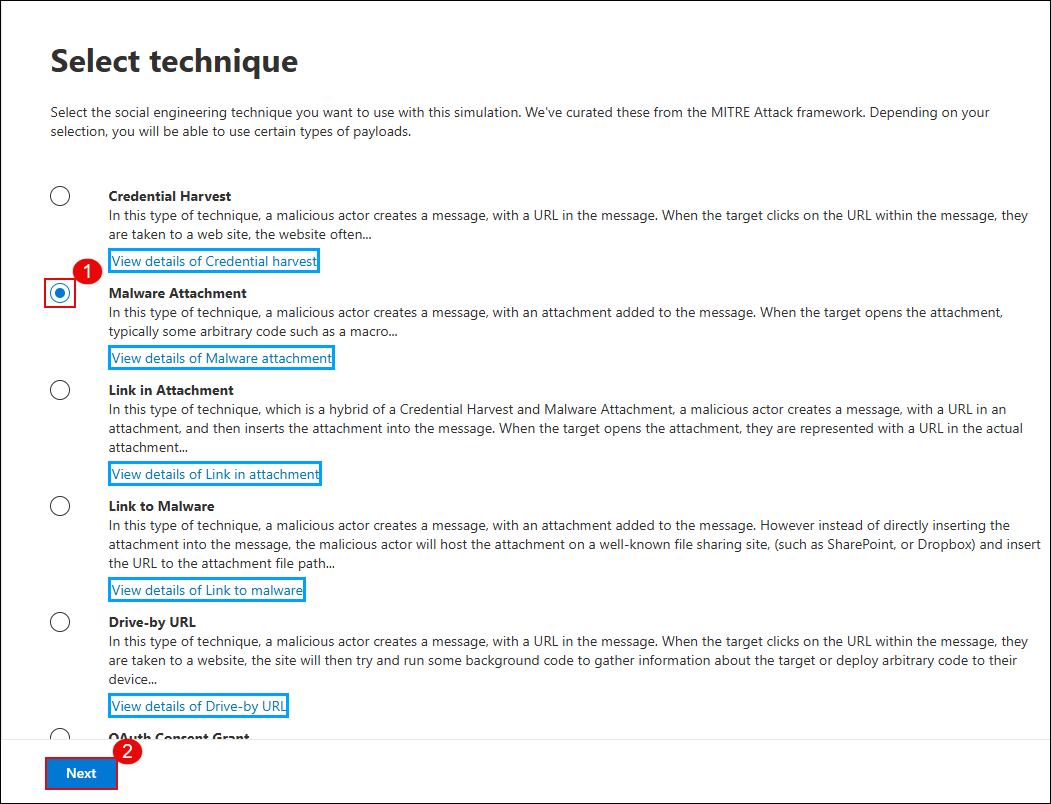 Select technique
Select the social engineering technique you want to use with this simulation. We've curated these from the MITRE Attack framework. Depending on your
selection, you will be able to use certain types of payloads.
Credential Harvest
In this type of technique, a malicious actor creates a message, with a URL in the message. When the target clicks on the URL within the message, they
are taken to a web site, the website often...
View details of Credential harvest
1
Malware Attachment
In this type of technique, a malicious actor creates a message, with an attachment added to the message. When the target opens the attachment,
typically some arbitrary code such as a macro...
View details of Malware attachment
Link in Attachment
In this type of technique, which is a hybrid of a Credential Harvest and Malware Attachment, a malicious actor creates a message, with a URL in an
attachment, and then inserts the attachment into the message. When the target opens the attachment, they are represented with a URL in the actual
attachment...
View details of Link in attachment
Link to Malware
In this type of technique, a malicious actor creates a message, with an attachment added to the message. However instead of directly inserting the
attachment into the message, the malicious actor will host the attachment on a well-known file sharing site, (such as SharePoint, or Dropbox) and insert
the URL to the attachment file path...
View details of Link to malware
Drive-by URL
In this type of technique, a malicious actor creates a message, with a URL in the message. When the target clicks on the URL within the message, they
are taken to a website, the site will then try and run some background code to gather information about the target or deploy arbitrary code to their
device...
View details of Drive-by URL
OAuth Consent Grant
2
Next